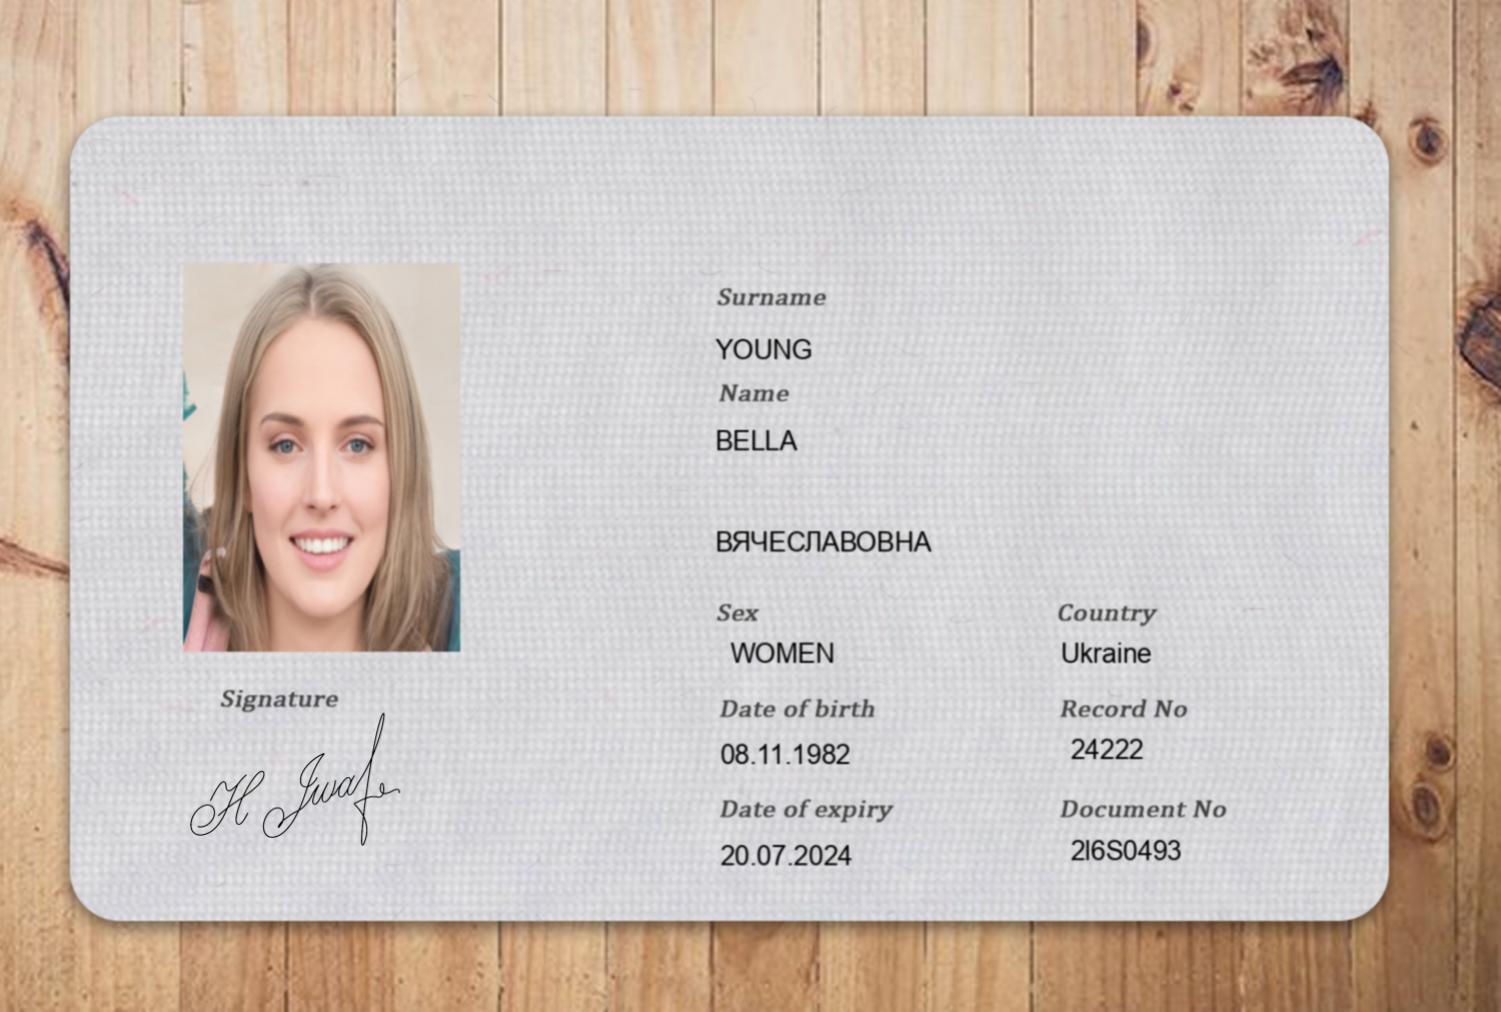 Surname
YOUNG
Name
BELLA
ВЯЧЕСЛАВОВНА
Sex
Country
WOMEN
Ukraine
Date of birth
Record No
08.11.1982
24222
Date of expiry
Document No
20.07.2024
2I6S0493
Signature